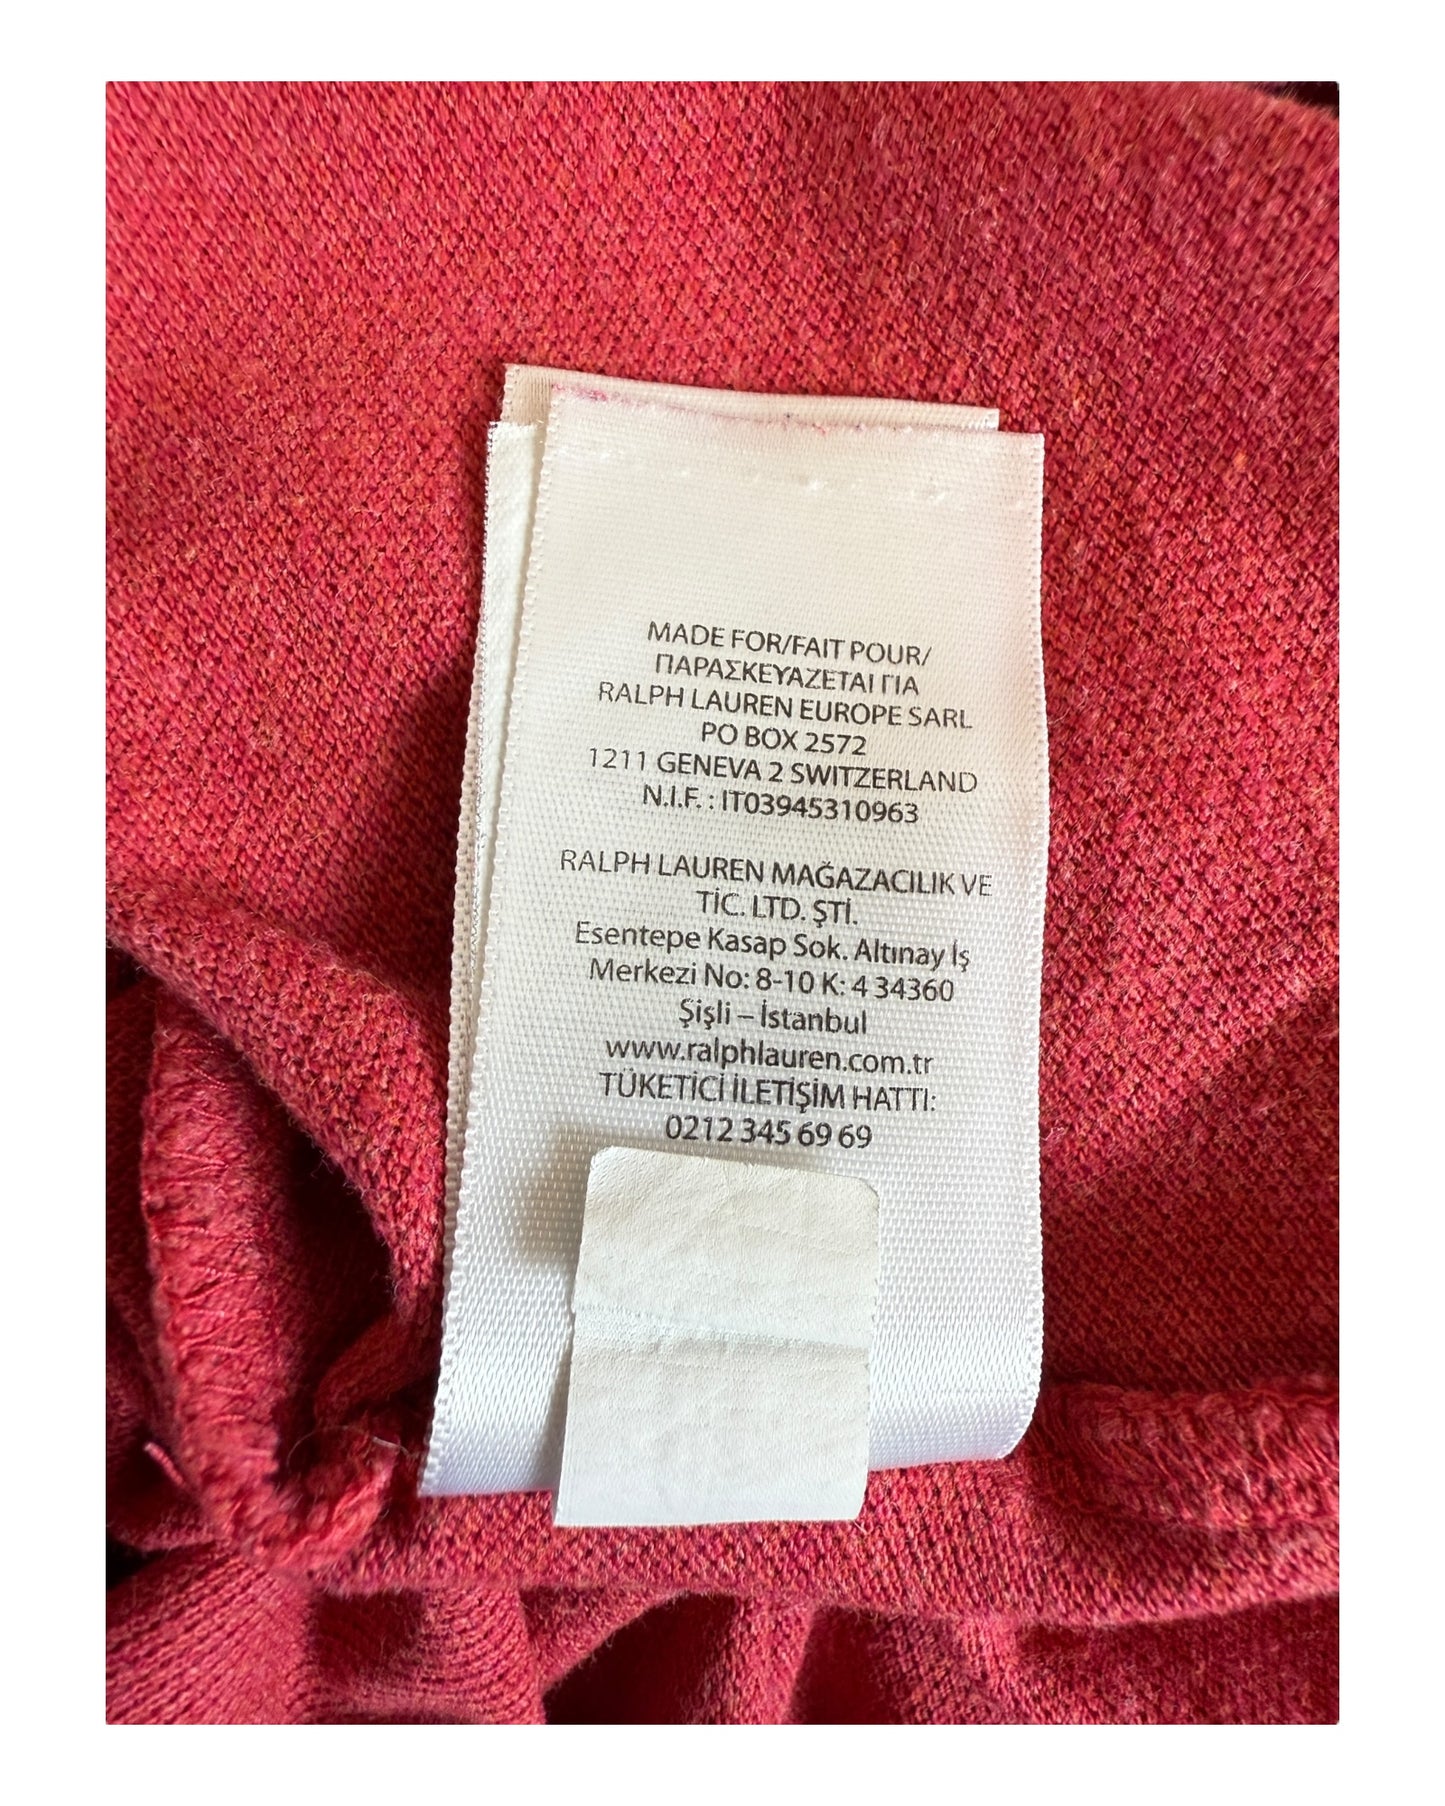 MADE FOR/FAIT POUR/
ΠΑΡΑΣΚΕΥΑΖΕΤΑΙ ΓΙΑ
RALPH LAUREN EUROPE SARL
PO BOX 2572
1211 GENEVA 2 SWITZERLAND
N.I.F. : IT03945310963
RALPH LAUREN MAĞAZACILIK VE
TİC. LTD. ŞTİ.
Esentepe Kasap Sok. Altınay İş
Merkezi No: 8-10 K: 4 34360
Şişli – İstanbul
www.ralphlauren.com.tr
TÜKETİCİ İLETİŞİM HATTI:
0212 345 69 69